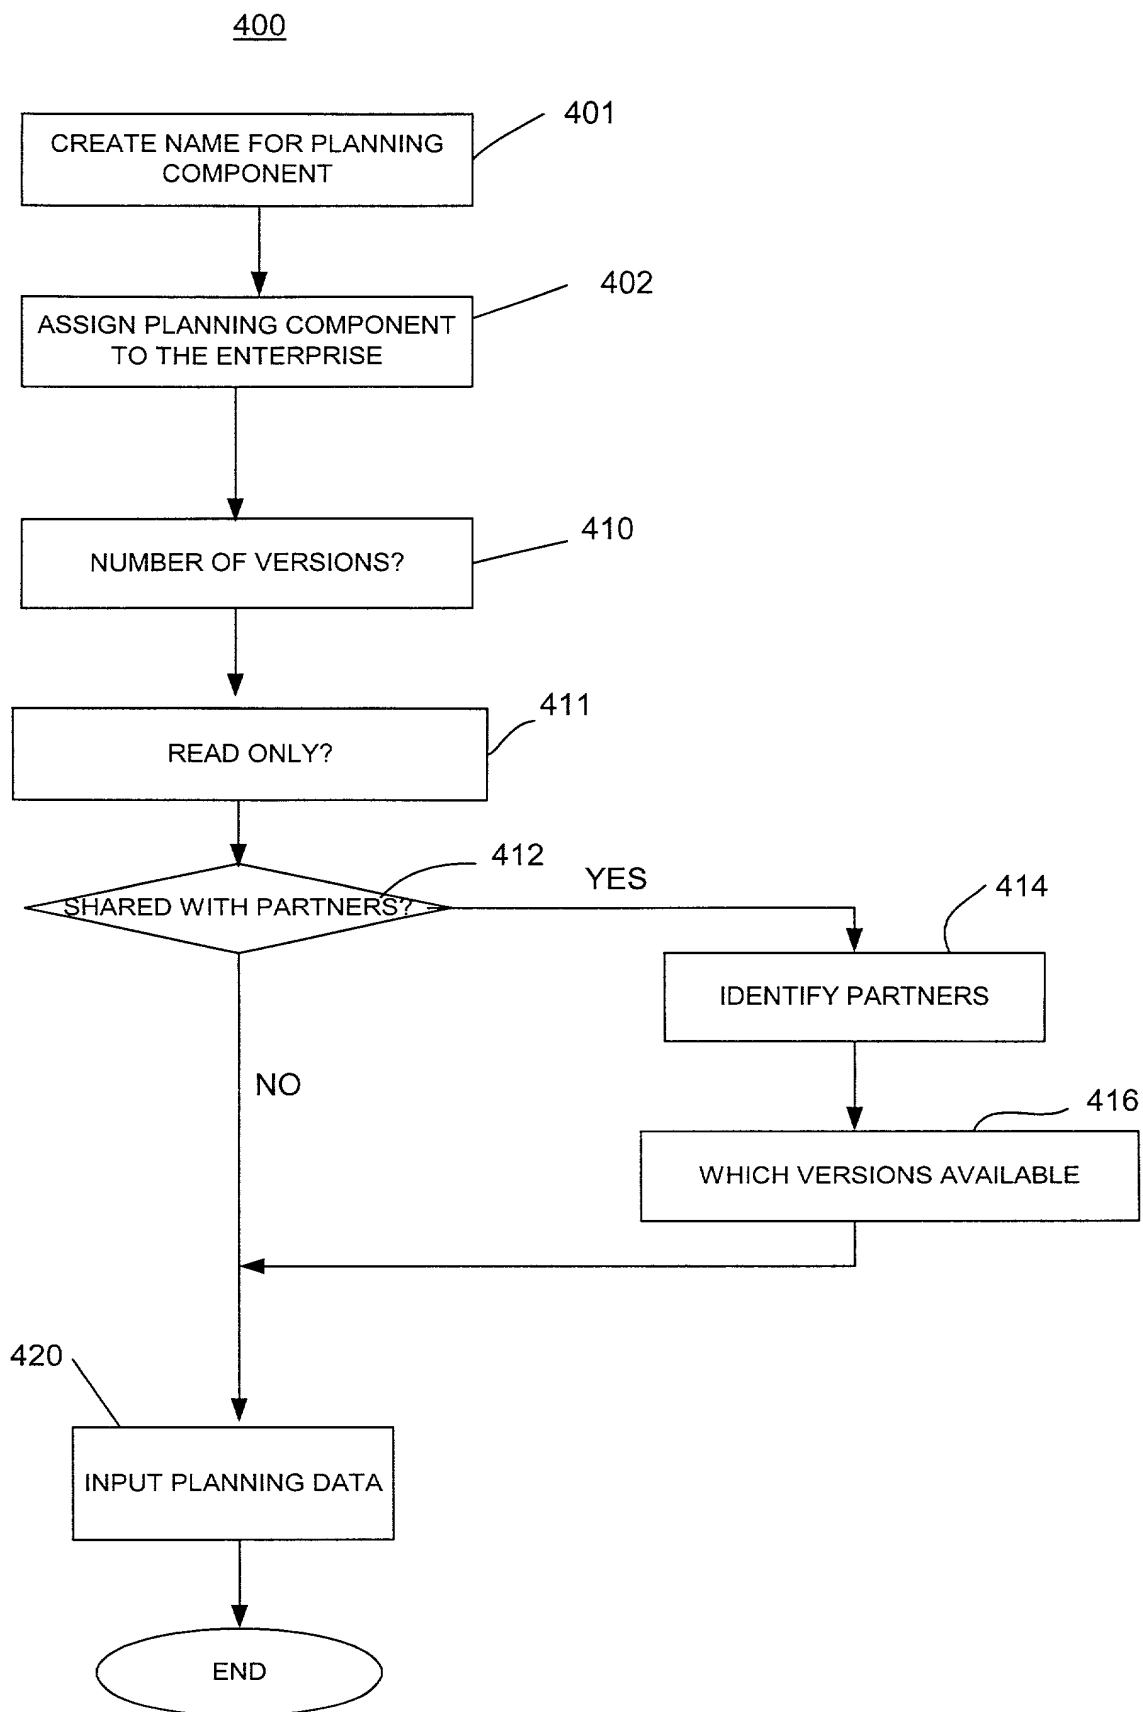 400
401
CREATE NAME FOR PLANNING
COMPONENT
402
ASSIGN PLANNING COMPONENT
TO THE ENTERPRISE
410
NUMBER OF VERSIONS?
411
READ ONLY?
412
SHARED WITH PARTNERS?
YES
414
IDENTIFY PARTNERS
NO
416
WHICH VERSIONS AVAILABLE
420
INPUT PLANNING DATA
END